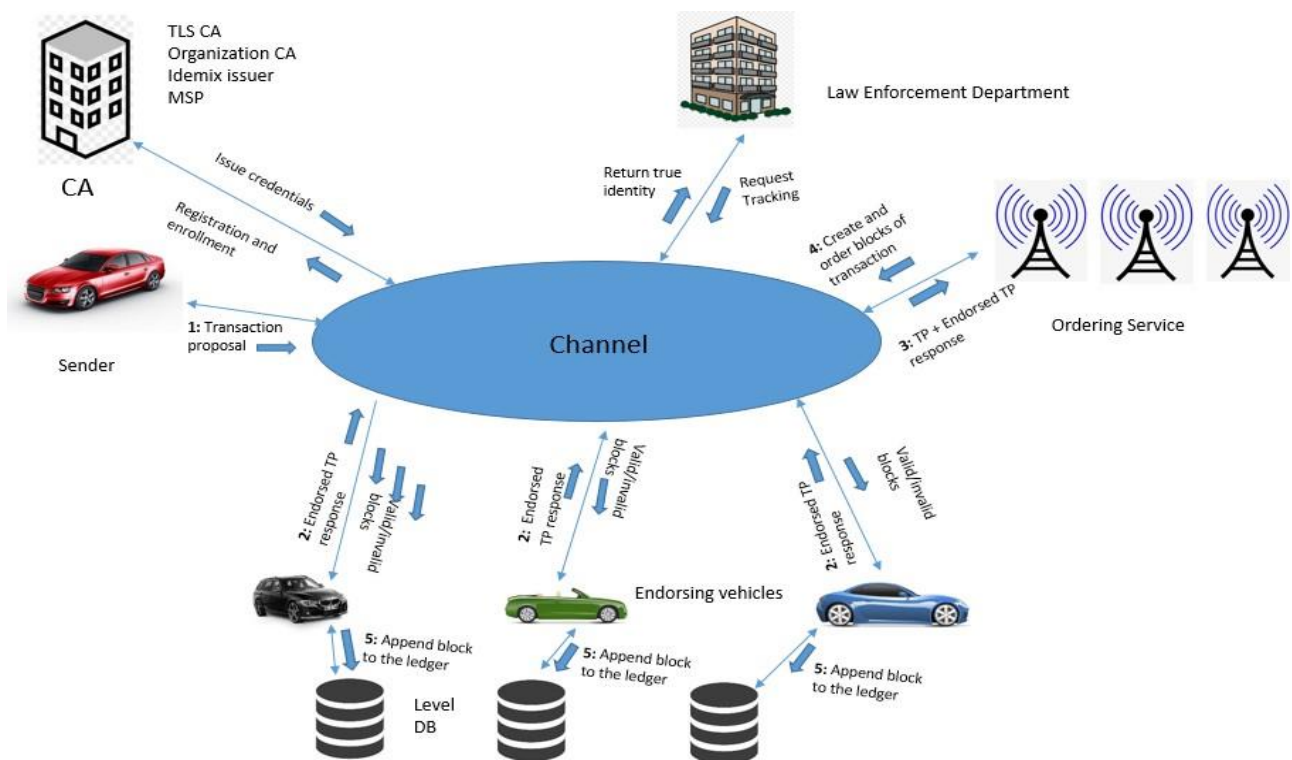 TLS CA
Organization CA
Idemix issuer
MSP
CA
Law Enforcement Department
Issue credentials
Registration and
enrollment
Return true
identity
Request
Tracking
4: Create and
order blocks of
transaction
3: TP + Endorsed TP
response
Ordering Service
Sender
1: Transaction
proposal
Channel
2: Endorsed TP
response
Valid/invalid
blocks
2: Endorsed
TP response
Valid/invalid
blocks
2: Endorsed TP
response
Valid/invalid
blocks
Endorsing vehicles
5: Append block
to the ledger
5: Append block
to the ledger
5: Append block
to the ledger
Level
DB